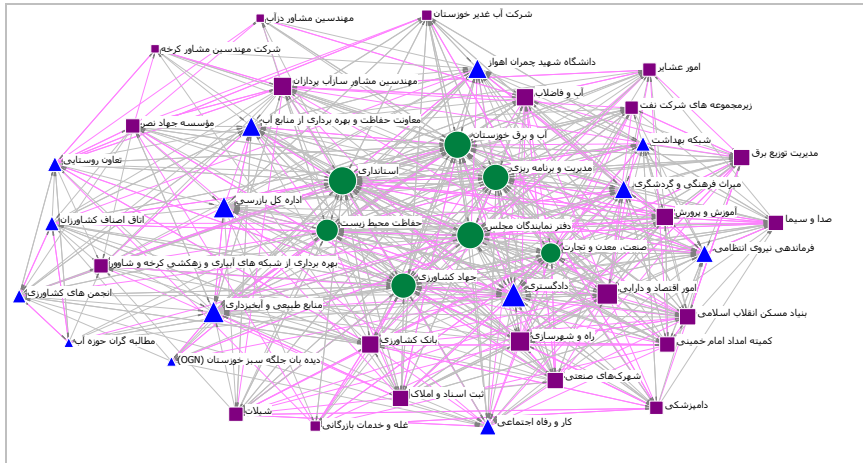 شرکت آب غدیر خوزستان
مهندسین مشاور دزآب
شرکت مهندسین مشاور کرخه
دانشگاه شهید چمران اهواز
امور عشایر
مهندسین مشاور سازآب پردازان
آب و فاضلاب
زیرمجموعه های شرکت نفت
معاونت حفاظت و بهره برداری از منابع آب
مؤسسه جهاد نصر
آب و برق خوزستان
شبکه بهداشت
مدیریت توزیع برق
تعاون روستایی
استانداری
مدیریت و برنامه ریزی
میراث فرهنگی و گردشگری
اداره کل بازرسی
اتاق اصناف کشاورزان
حفاظت محیط زیست
دفتر نمایندگان مجلس
آموزش و پرورش
صدا و سیما
صنعت، معدن و تجارت
فرماندهی نیروی انتظامی
بهره برداری از شبکه های آبیاری و زهکشی کرخه و شاوور
جهاد کشاورزی
دادگستری
امور اقتصاد و دارایی
انجمن های کشاورزی
منابع طبیعی و آبخیزداری
بنیاد مسکن انقلاب اسلامی
مطالبه گران حوزه آب
بانک کشاورزی
راه و شهرسازی
کمیته امداد امام خمینی
دیده بان جلگه سبز خوزستان (OGN)
شهرک‌های صنعتی
ثبت اسناد و املاک
شیلات
غله و خدمات بازرگانی
کار و رفاه اجتماعی
دامپزشکی